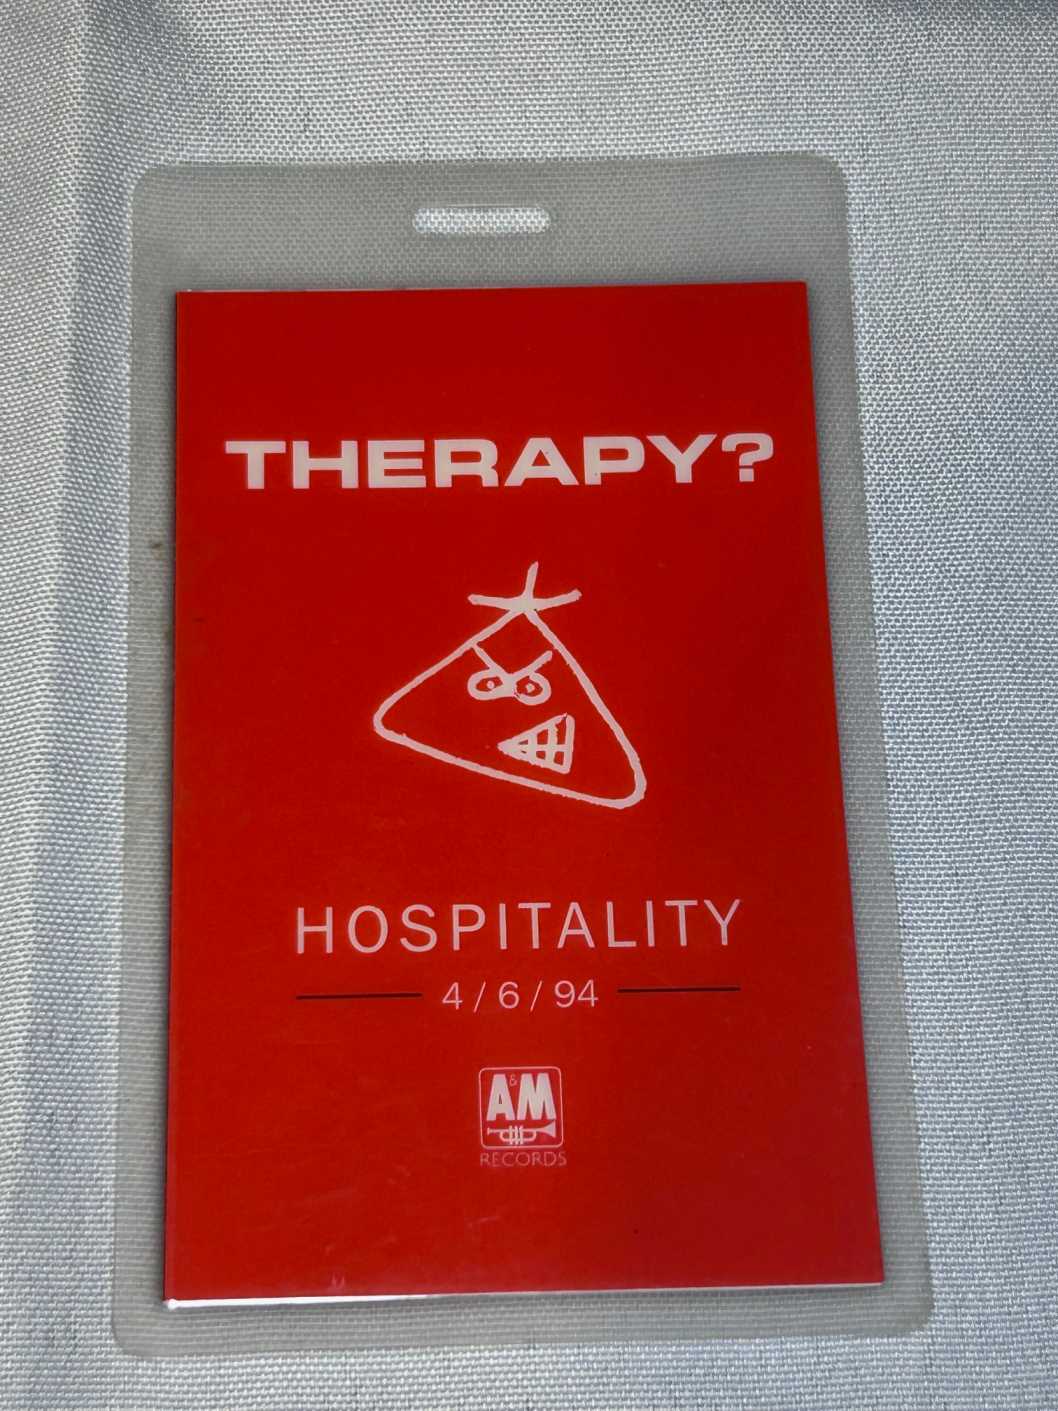 THERAPY?
HOSPITALITY
4/6/94
A&M
RECORDS